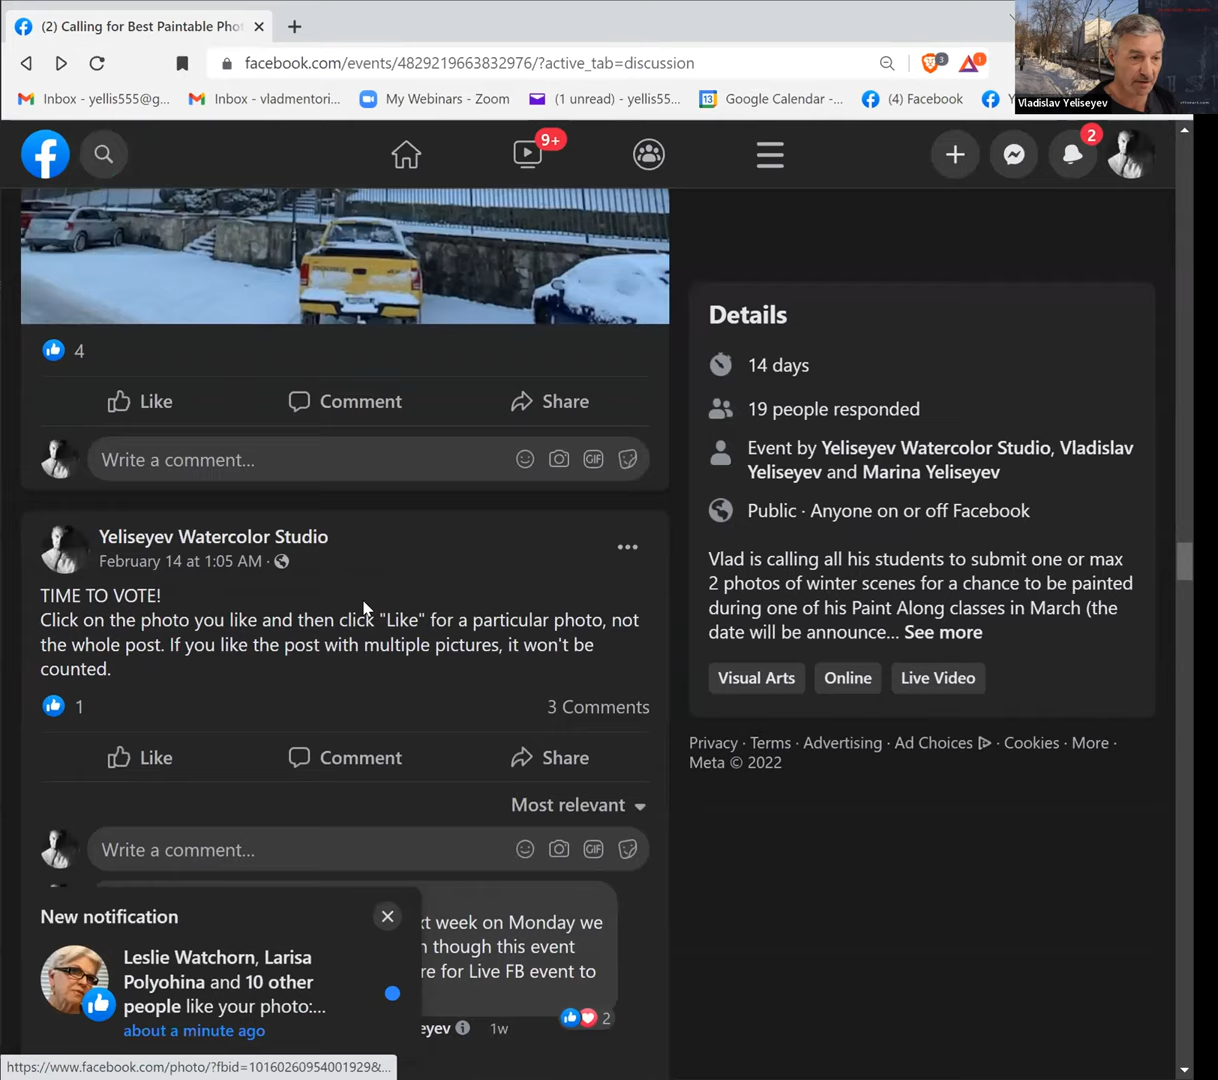 (2) Calling for Best Paintable Pho
facebook.com/events/4829219663832976/?active_tab=discussion
3
1
Inbox - yellis555@g...
Inbox - vladmentori...
My Webinars - Zoom
(1 unread) - yellis55...
13
Google Calendar -...
(4) Facebook
Vladislav Yeliseyev
9+
2
4
Like
Comment
Share
Write a comment...
GIF
Yeliseyev Watercolor Studio
February 14 at 1:05 AM ·
TIME TO VOTE!
Click on the photo you like and then click "Like" for a particular photo, not
the whole post. If you like the post with multiple pictures, it won't be
counted.
1
3 Comments
Like
Comment
Share
Most relevant
Write a comment...
GIF
xt week on Monday we
n though this event
re for Live FB event to
2
eyev
1w
New notification
Leslie Watchorn, Larisa
Polyohina and 10 other
people like your photo:...
about a minute ago
https://www.facebook.com/photo/?fbid=10160260954001929&...
Details
14 days
19 people responded
Event by Yeliseyev Watercolor Studio, Vladislav
Yeliseyev and Marina Yeliseyev
Public · Anyone on or off Facebook
Vlad is calling all his students to submit one or max
2 photos of winter scenes for a chance to be painted
during one of his Paint Along classes in March (the
date will be announce... See more
Visual Arts
Online
Live Video
Privacy · Terms · Advertising · Ad Choices · Cookies · More ·
Meta © 2022